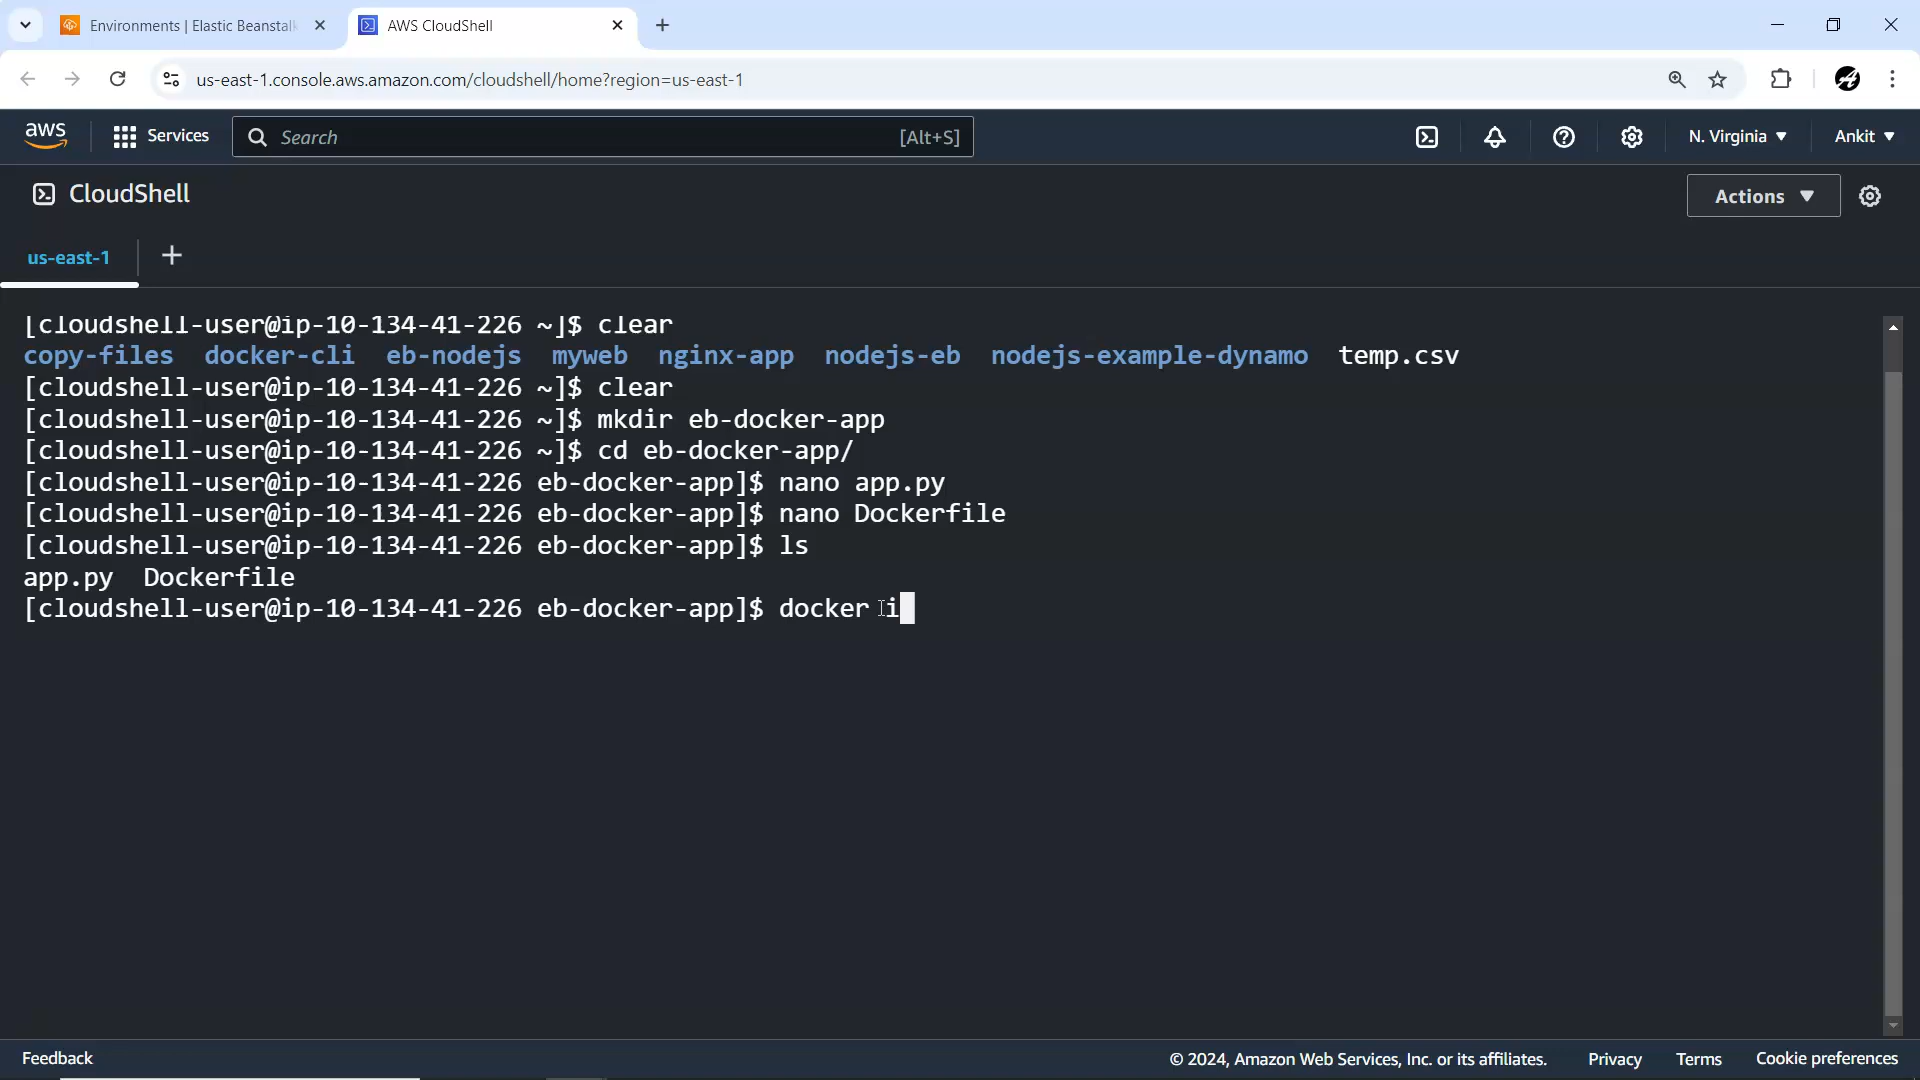 Environments | Elastic Beanstalk
AWS CloudShell
us-east-1.console.aws.amazon.com/cloudshell/home?region=us-east-1
aws
Services
Search
[Alt+S]
N. Virginia
Ankit
CloudShell
Actions
us-east-1
[cloudshell-user@ip-10-134-41-226 ~]$ clear
copy-files docker-cli eb-nodejs myweb nginx-app nodejs-eb nodejs-example-dynamo temp.csv
[cloudshell-user@ip-10-134-41-226 ~]$ clear
[cloudshell-user@ip-10-134-41-226 ~]$ mkdir eb-docker-app
[cloudshell-user@ip-10-134-41-226 ~]$ cd eb-docker-app/
[cloudshell-user@ip-10-134-41-226 eb-docker-app]$ nano app.py
[cloudshell-user@ip-10-134-41-226 eb-docker-app]$ nano Dockerfile
[cloudshell-user@ip-10-134-41-226 eb-docker-app]$ ls
app.py Dockerfile
[cloudshell-user@ip-10-134-41-226 eb-docker-app]$ docker i
Feedback
© 2024, Amazon Web Services, Inc. or its affiliates.
Privacy
Terms
Cookie preferences